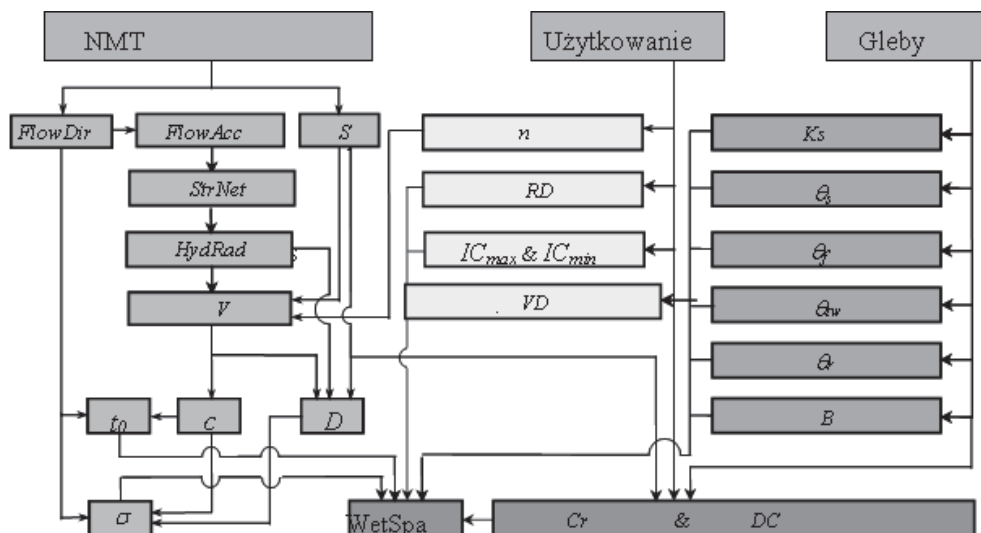 NMT Użytkowanie Gleby
FlowDir FlowAcc S n Ks
StrNet RD θs
HydRad ICmax & ICmin θf
V VD θw
θr
t0 c D B
σ WetSpa Cr & DC